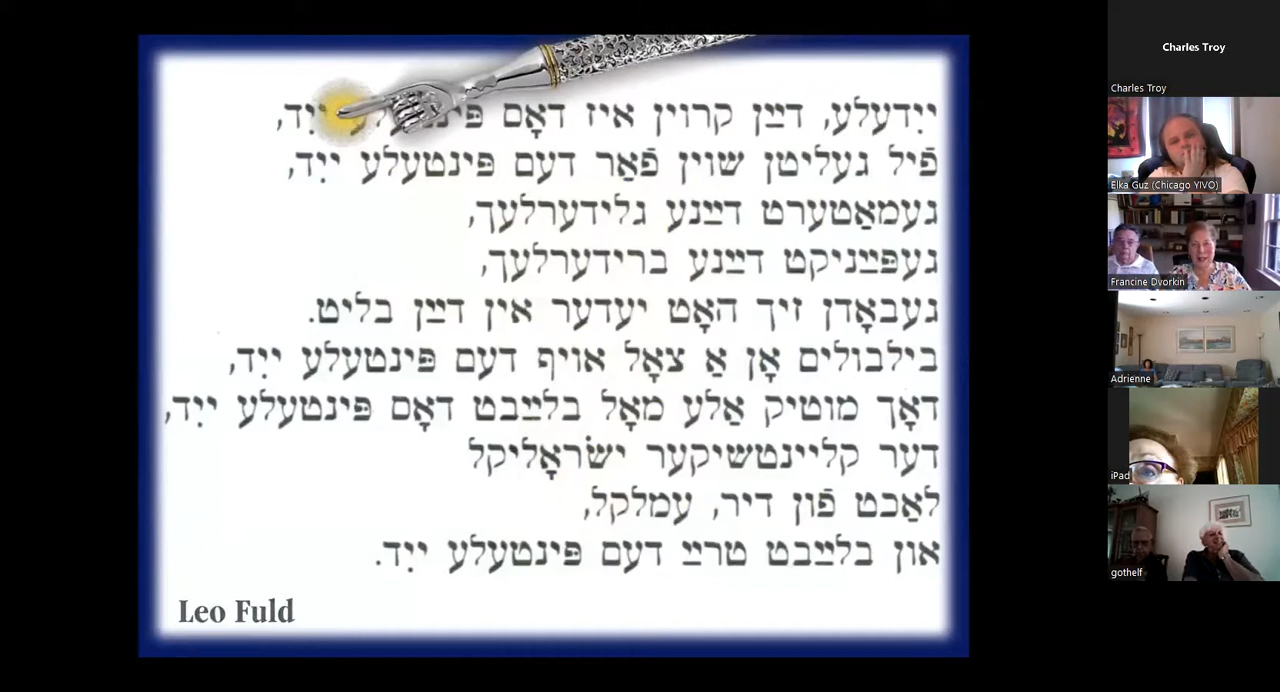 ייִדעלע, דײַן קרוין איז דאָס פּינטעלע ייִד,
פֿיל געליטן שוין פֿאַר דעם פּינטעלע ייִד,
געמאַטערט דײַנע גלידערלעך,
געפּײַניקט דײַנע ברידערלעך,
געבאָדן זיך האָט יעדער אין דײַן בליט.
בילבולים אָן אַ צאָל אויף דעם פּינטעלע ייִד,
דאָך מוטיק אַלע מאָל בלײַבט דאָס פּינטעלע ייִד,
דער קליינטשיקער ישׂראָליקל
לאַכט פֿון דיר, עמלקל,
און בלײַבט טרײַ דעם פּינטעלע ייִד.
Leo Fuld
Charles Troy
Charles Troy
Elka Guz (Chicago YIVO)
Francine Dvorkin
Adrienne
iPad
gothelf